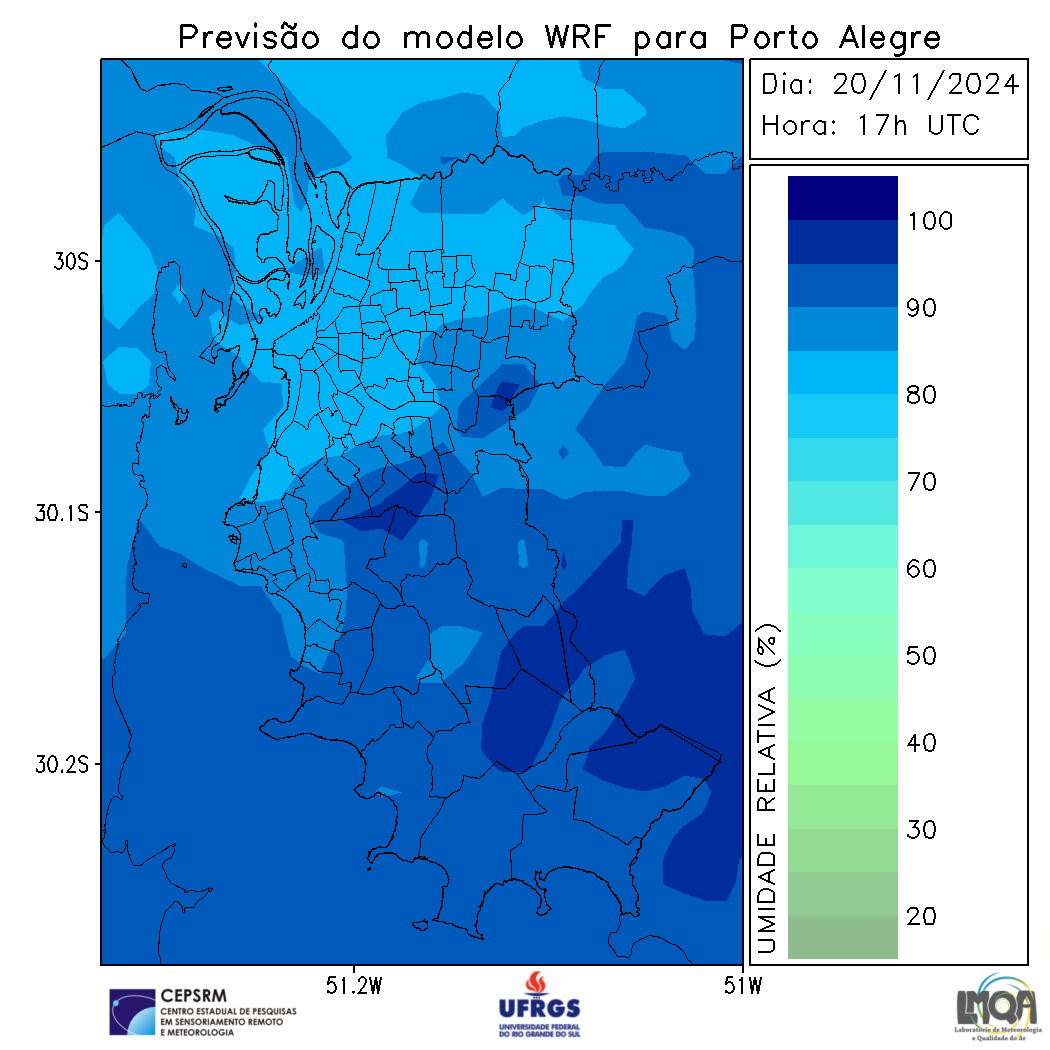 Previsão do modelo WRF para Porto Alegre
Dia: 20/11/2024
Hora: 17h UTC
30S
30.1S
30.2S
51.2W
51W
UMIDADE RELATIVA (%)
100
90
80
70
60
50
40
30
20
CEPSRM
CENTRO ESTADUAL DE PESQUISAS
EM SENSORIAMENTO REMOTO
E METEOROLOGIA
UFRGS
UNIVERSIDADE FEDERAL
DO RIO GRANDE DO SUL
LMQA
Laboratório de Meteorologia
e Qualidade do Ar